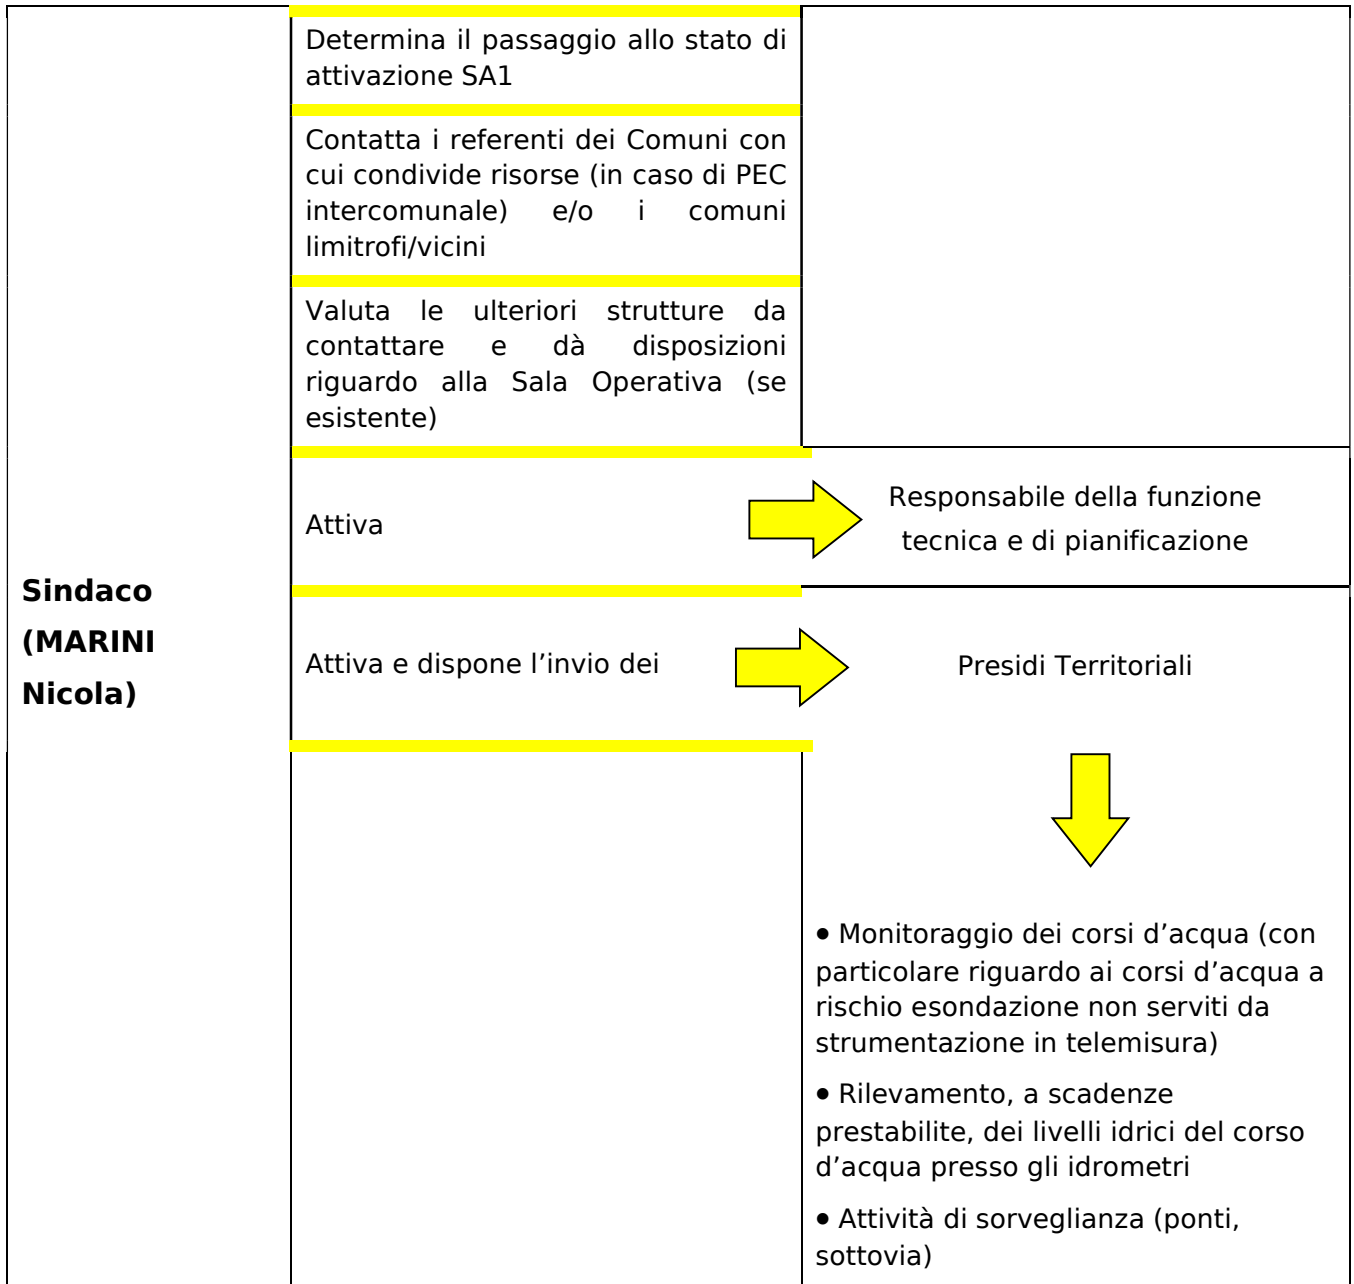 Determina il passaggio allo stato di
attivazione SA1
Contatta i referenti dei Comuni con
cui condivide risorse (in caso di PEC
intercomunale) e/o i comuni
limitrofi/vicini
Valuta le ulteriori strutture da
contattare e dà disposizioni
riguardo alla Sala Operativa (se
esistente)
Attiva
Responsabile della funzione
tecnica e di pianificazione
Sindaco
(MARINI
Nicola)
Attiva e dispone l’invio dei
Presidi Territoriali
• Monitoraggio dei corsi d’acqua (con
particolare riguardo ai corsi d’acqua a
rischio esondazione non serviti da
strumentazione in telemisura)
• Rilevamento, a scadenze
prestabilite, dei livelli idrici del corso
d’acqua presso gli idrometri
• Attività di sorveglianza (ponti,
sottovia)